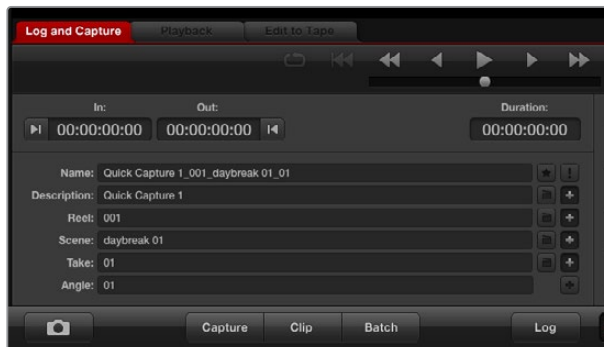 Log and Capture Playback Edit to Tape
In: Out: Duration:
00:00:00:00 00:00:00:00 00:00:00:00
Name: Quick Capture 1_001_daybreak 01_01
Description: Quick Capture 1
Reel: 001
Scene: daybreak 01
Take: 01
Angle: 01
Capture Clip Batch Log